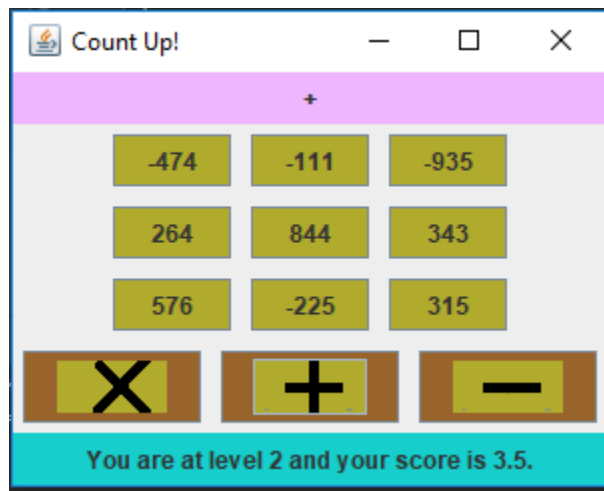 Count Up!
+
-474 -111 -935
264 844 343
576 -225 315
× + −
You are at level 2 and your score is 3.5.